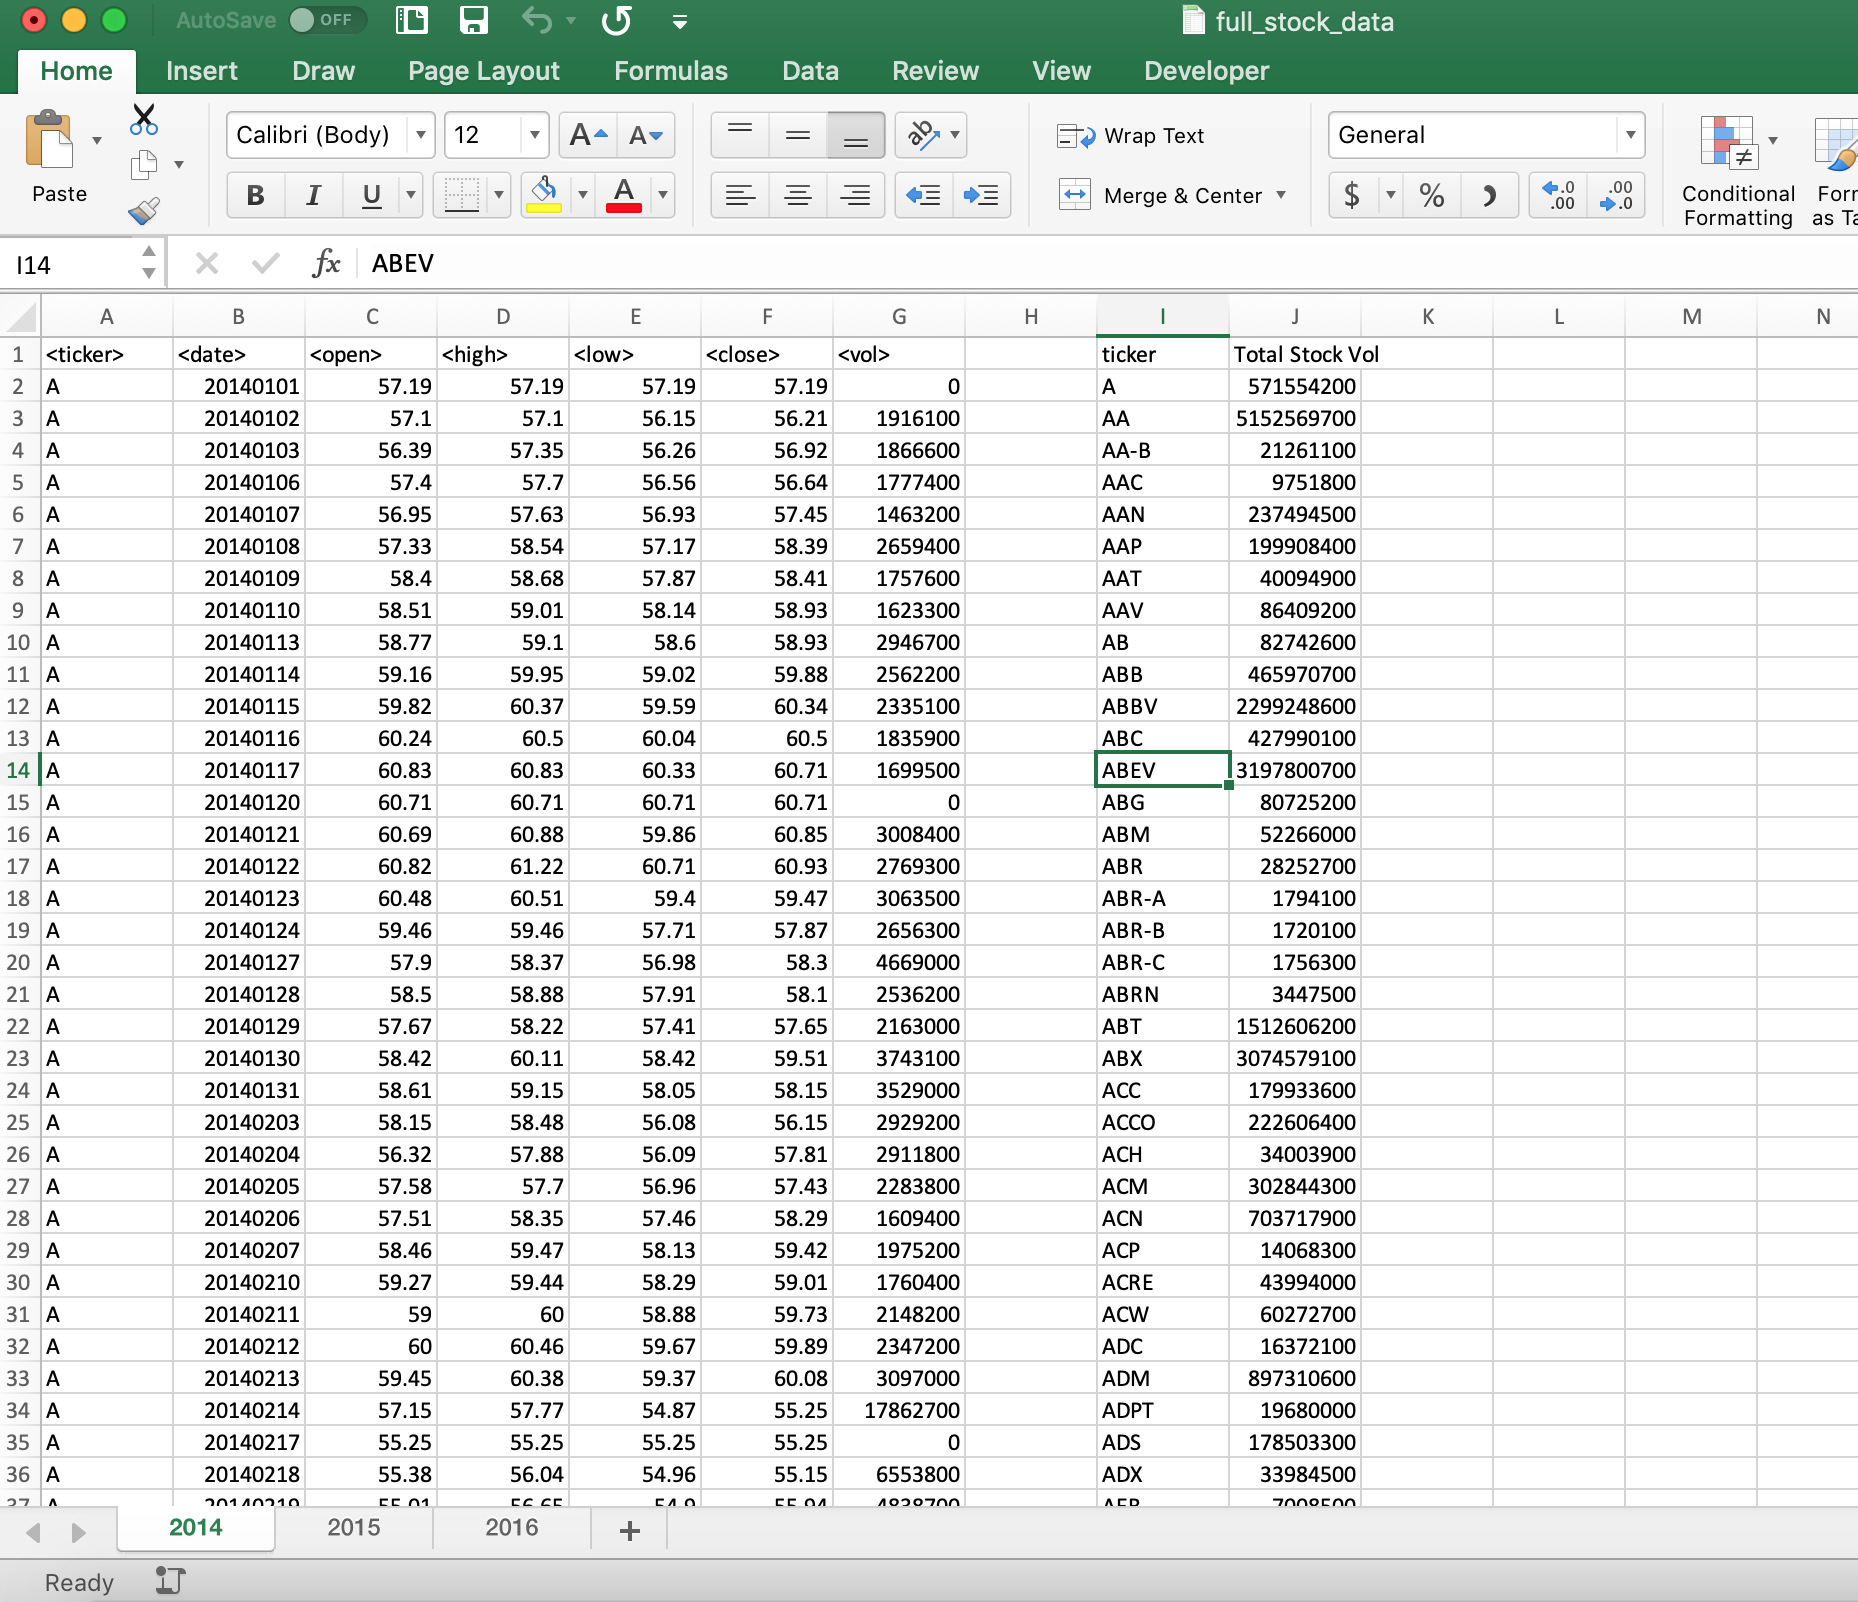 AutoSave OFF full_stock_data
Home Insert Draw Page Layout Formulas Data Review View Developer
Paste Calibri (Body) 12 A A ab Wrap Text General
B I U A Merge & Center $ % .0 .00 .00 .0 Conditional Formatting
I14 fx ABEV
A B C D E F G H I J K L M N
1 <ticker> <date> <open> <high> <low> <close> <vol> ticker Total Stock Vol
2 A 20140101 57.19 57.19 57.19 57.19 0 A 571554200
3 A 20140102 57.1 57.1 56.15 56.21 1916100 AA 5152569700
4 A 20140103 56.39 57.35 56.26 56.92 1866600 AA-B 21261100
5 A 20140106 57.4 57.7 56.56 56.64 1777400 AAC 9751800
6 A 20140107 56.95 57.63 56.93 57.45 1463200 AAN 237494500
7 A 20140108 57.33 58.54 57.17 58.39 2659400 AAP 199908400
8 A 20140109 58.4 58.68 57.87 58.41 1757600 AAT 40094900
9 A 20140110 58.51 59.01 58.14 58.93 1623300 AAV 86409200
10 A 20140113 58.77 59.1 58.6 58.93 2946700 AB 82742600
11 A 20140114 59.16 59.95 59.02 59.88 2562200 ABB 465970700
12 A 20140115 59.82 60.37 59.59 60.34 2335100 ABBV 2299248600
13 A 20140116 60.24 60.5 60.04 60.5 1835900 ABC 427990100
14 A 20140117 60.83 60.83 60.33 60.71 1699500 ABEV 3197800700
15 A 20140120 60.71 60.71 60.71 60.71 0 ABG 80725200
16 A 20140121 60.69 60.88 59.86 60.85 3008400 ABM 52266000
17 A 20140122 60.82 61.22 60.71 60.93 2769300 ABR 28252700
18 A 20140123 60.48 60.51 59.4 59.47 3063500 ABR-A 1794100
19 A 20140124 59.46 59.46 57.71 57.87 2656300 ABR-B 1720100
20 A 20140127 57.9 58.37 56.98 58.3 4669000 ABR-C 1756300
21 A 20140128 58.5 58.88 57.91 58.1 2536200 ABRN 3447500
22 A 20140129 57.67 58.22 57.41 57.65 2163000 ABT 1512606200
23 A 20140130 58.42 60.11 58.42 59.51 3743100 ABX 3074579100
24 A 20140131 58.61 59.15 58.05 58.15 3529000 ACC 179933600
25 A 20140203 58.15 58.48 56.08 56.15 2929200 ACCO 222606400
26 A 20140204 56.32 57.88 56.09 57.81 2911800 ACH 34003900
27 A 20140205 57.58 57.7 56.96 57.43 2283800 ACM 302844300
28 A 20140206 57.51 58.35 57.46 58.29 1609400 ACN 703717900
29 A 20140207 58.46 59.47 58.13 59.42 1975200 ACP 14068300
30 A 20140210 59.27 59.44 58.29 59.01 1760400 ACRE 43994000
31 A 20140211 59 60 58.88 59.73 2148200 ACW 60272700
32 A 20140212 60 60.46 59.67 59.89 2347200 ADC 16372100
33 A 20140213 59.45 60.38 59.37 60.08 3097000 ADM 897310600
34 A 20140214 57.15 57.77 54.87 55.25 17862700 ADPT 19680000
35 A 20140217 55.25 55.25 55.25 55.25 0 ADS 178503300
36 A 20140218 55.38 56.04 54.96 55.15 6553800 ADX 33984500
2014 2015 2016 +
Ready